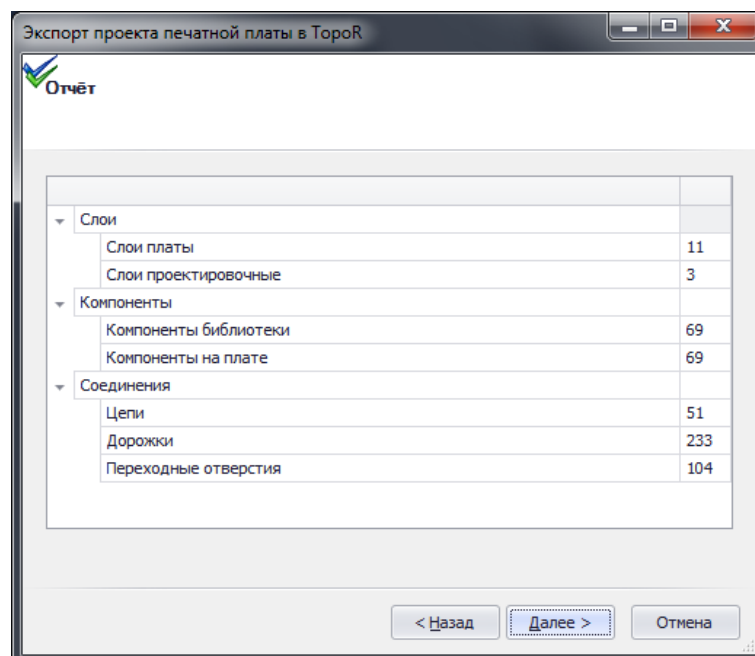 Экспорт проекта печатной платы в TopoR
Отчёт
Слои
Слои платы 11
Слои проектировочные 3
Компоненты
Компоненты библиотеки 69
Компоненты на плате 69
Соединения
Цепи 51
Дорожки 233
Переходные отверстия 104
< Назад Далее > Отмена